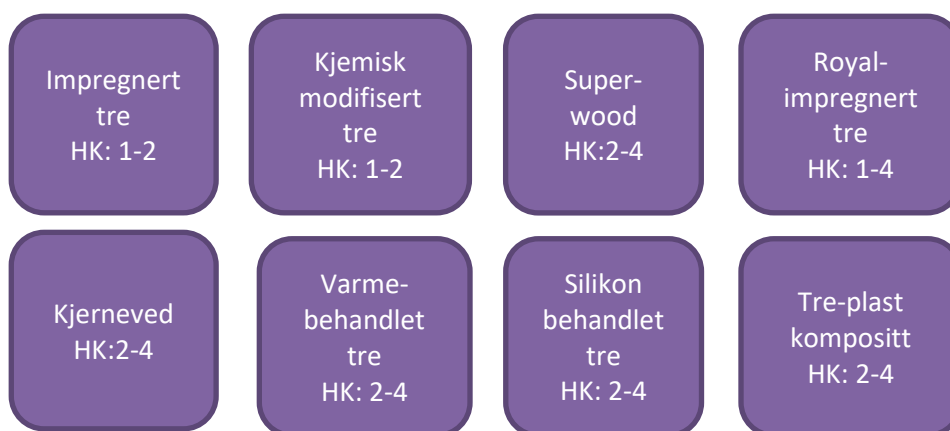 Impregnert
tre
HK: 1-2
Kjemisk
modifisert
tre
HK: 1-2
Super-
wood
HK:2-4
Royal-
impregnert
tre
HK: 1-4
Kjerneved
HK:2-4
Varme-
behandlet
tre
HK: 2-4
Silikon
behandlet
tre
HK: 2-4
Tre-plast
kompositt
HK: 2-4